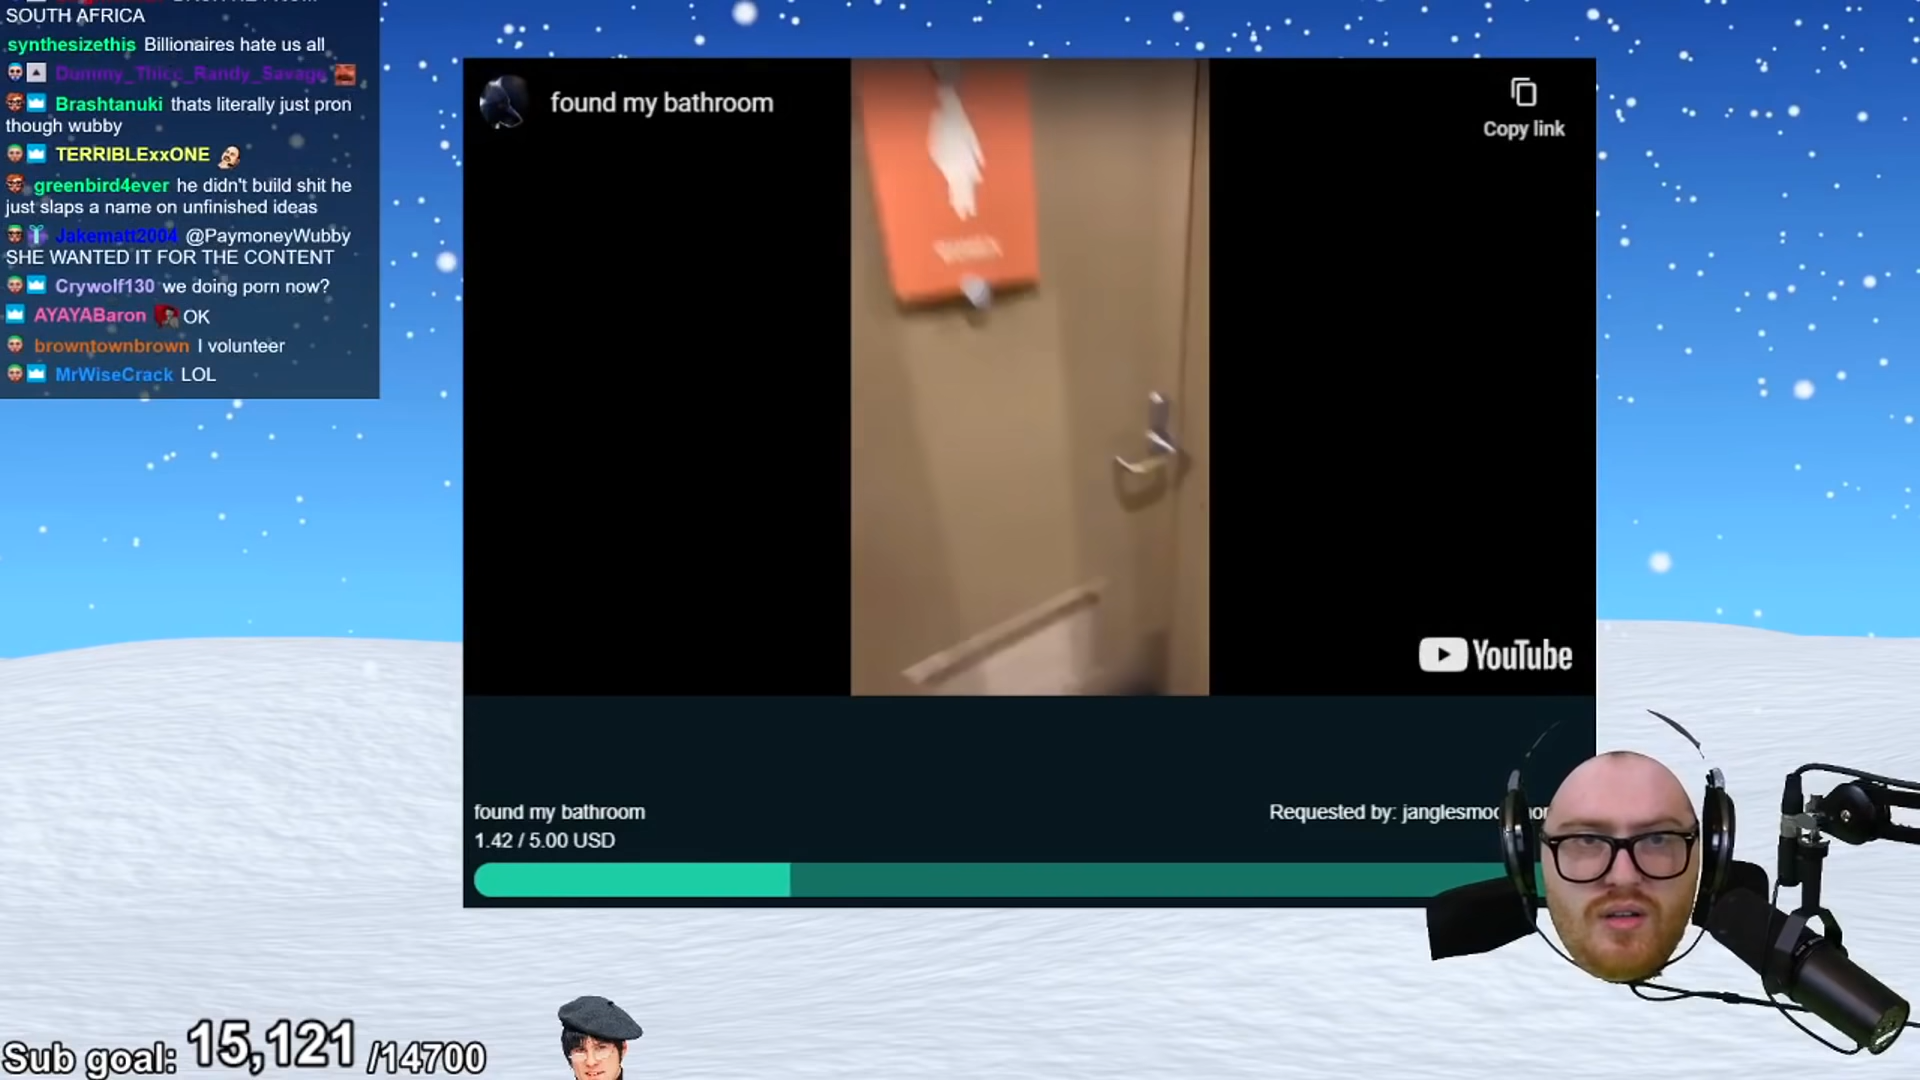 SOUTH AFRICA
synthesizethis Billionaires hate us all
Dummy_Thicc_Randy_Savage
Brashtanuki thats literally just pron
though wubby
TERRIBLExxONE
greenbird4ever he didn't build shit he
just slaps a name on unfinished ideas
Jakematt2004 @PaymoneyWubby
SHE WANTED IT FOR THE CONTENT
Crywolf130 we doing porn now?
AYAYABaron OK
browntownbrown I volunteer
MrWiseCrack LOL
found my bathroom
Copy link
YouTube
found my bathroom
Requested by:
1.42 / 5.00 USD
Sub goal: 15,121 /14700